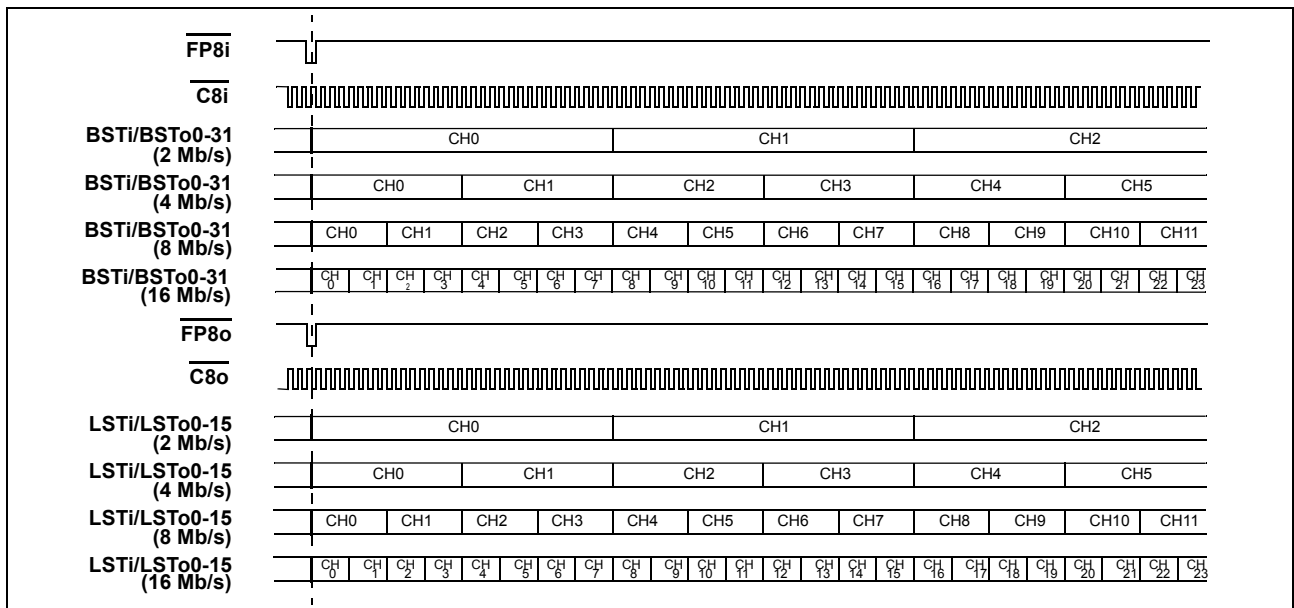 FP8i
C8i
BSTi/BSTo0-31
(2 Mb/s)
CH0 CH1 CH2
BSTi/BSTo0-31
(4 Mb/s)
CH0 CH1 CH2 CH3 CH4 CH5
BSTi/BSTo0-31
(8 Mb/s)
CH0 CH1 CH2 CH3 CH4 CH5 CH6 CH7 CH8 CH9 CH10 CH11
BSTi/BSTo0-31
(16 Mb/s)
CH CH CH CH CH CH CH CH CH CH CH CH CH CH CH CH CH CH CH CH CH CH CH CH
0 1 2 3 4 5 6 7 8 9 10 11 12 13 14 15 16 17 18 19 20 21 22 23
FP8o
C8o
LSTi/LSTo0-15
(2 Mb/s)
CH0 CH1 CH2
LSTi/LSTo0-15
(4 Mb/s)
CH0 CH1 CH2 CH3 CH4 CH5
LSTi/LSTo0-15
(8 Mb/s)
CH0 CH1 CH2 CH3 CH4 CH5 CH6 CH7 CH8 CH9 CH10 CH11
LSTi/LSTo0-15
(16 Mb/s)
CH CH CH CH CH CH CH CH CH CH CH CH CH CH CH CH CH CH CH CH CH CH CH CH
0 1 2 3 4 5 6 7 8 9 10 11 12 13 14 15 16 17 18 19 20 21 22 23